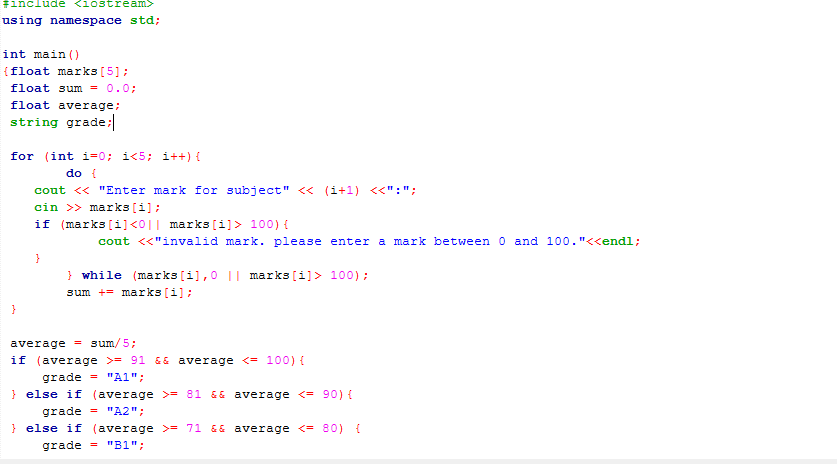 #include <iostream>
using namespace std;
int main()
{float marks[5];
float sum = 0.0;
float average;
string grade;
for (int i=0; i<5; i++){
do {
cout << "Enter mark for subject" << (i+1) <<":";
cin >> marks[i];
if (marks[i]<0|| marks[i]> 100){
cout <<"invalid mark. please enter a mark between 0 and 100."<<endl;
}
} while (marks[i],0 || marks[i]> 100);
sum += marks[i];
}
average = sum/5;
if (average >= 91 && average <= 100){
grade = "A1";
} else if (average >= 81 && average <= 90){
grade = "A2";
} else if (average >= 71 && average <= 80) {
grade = "B1";